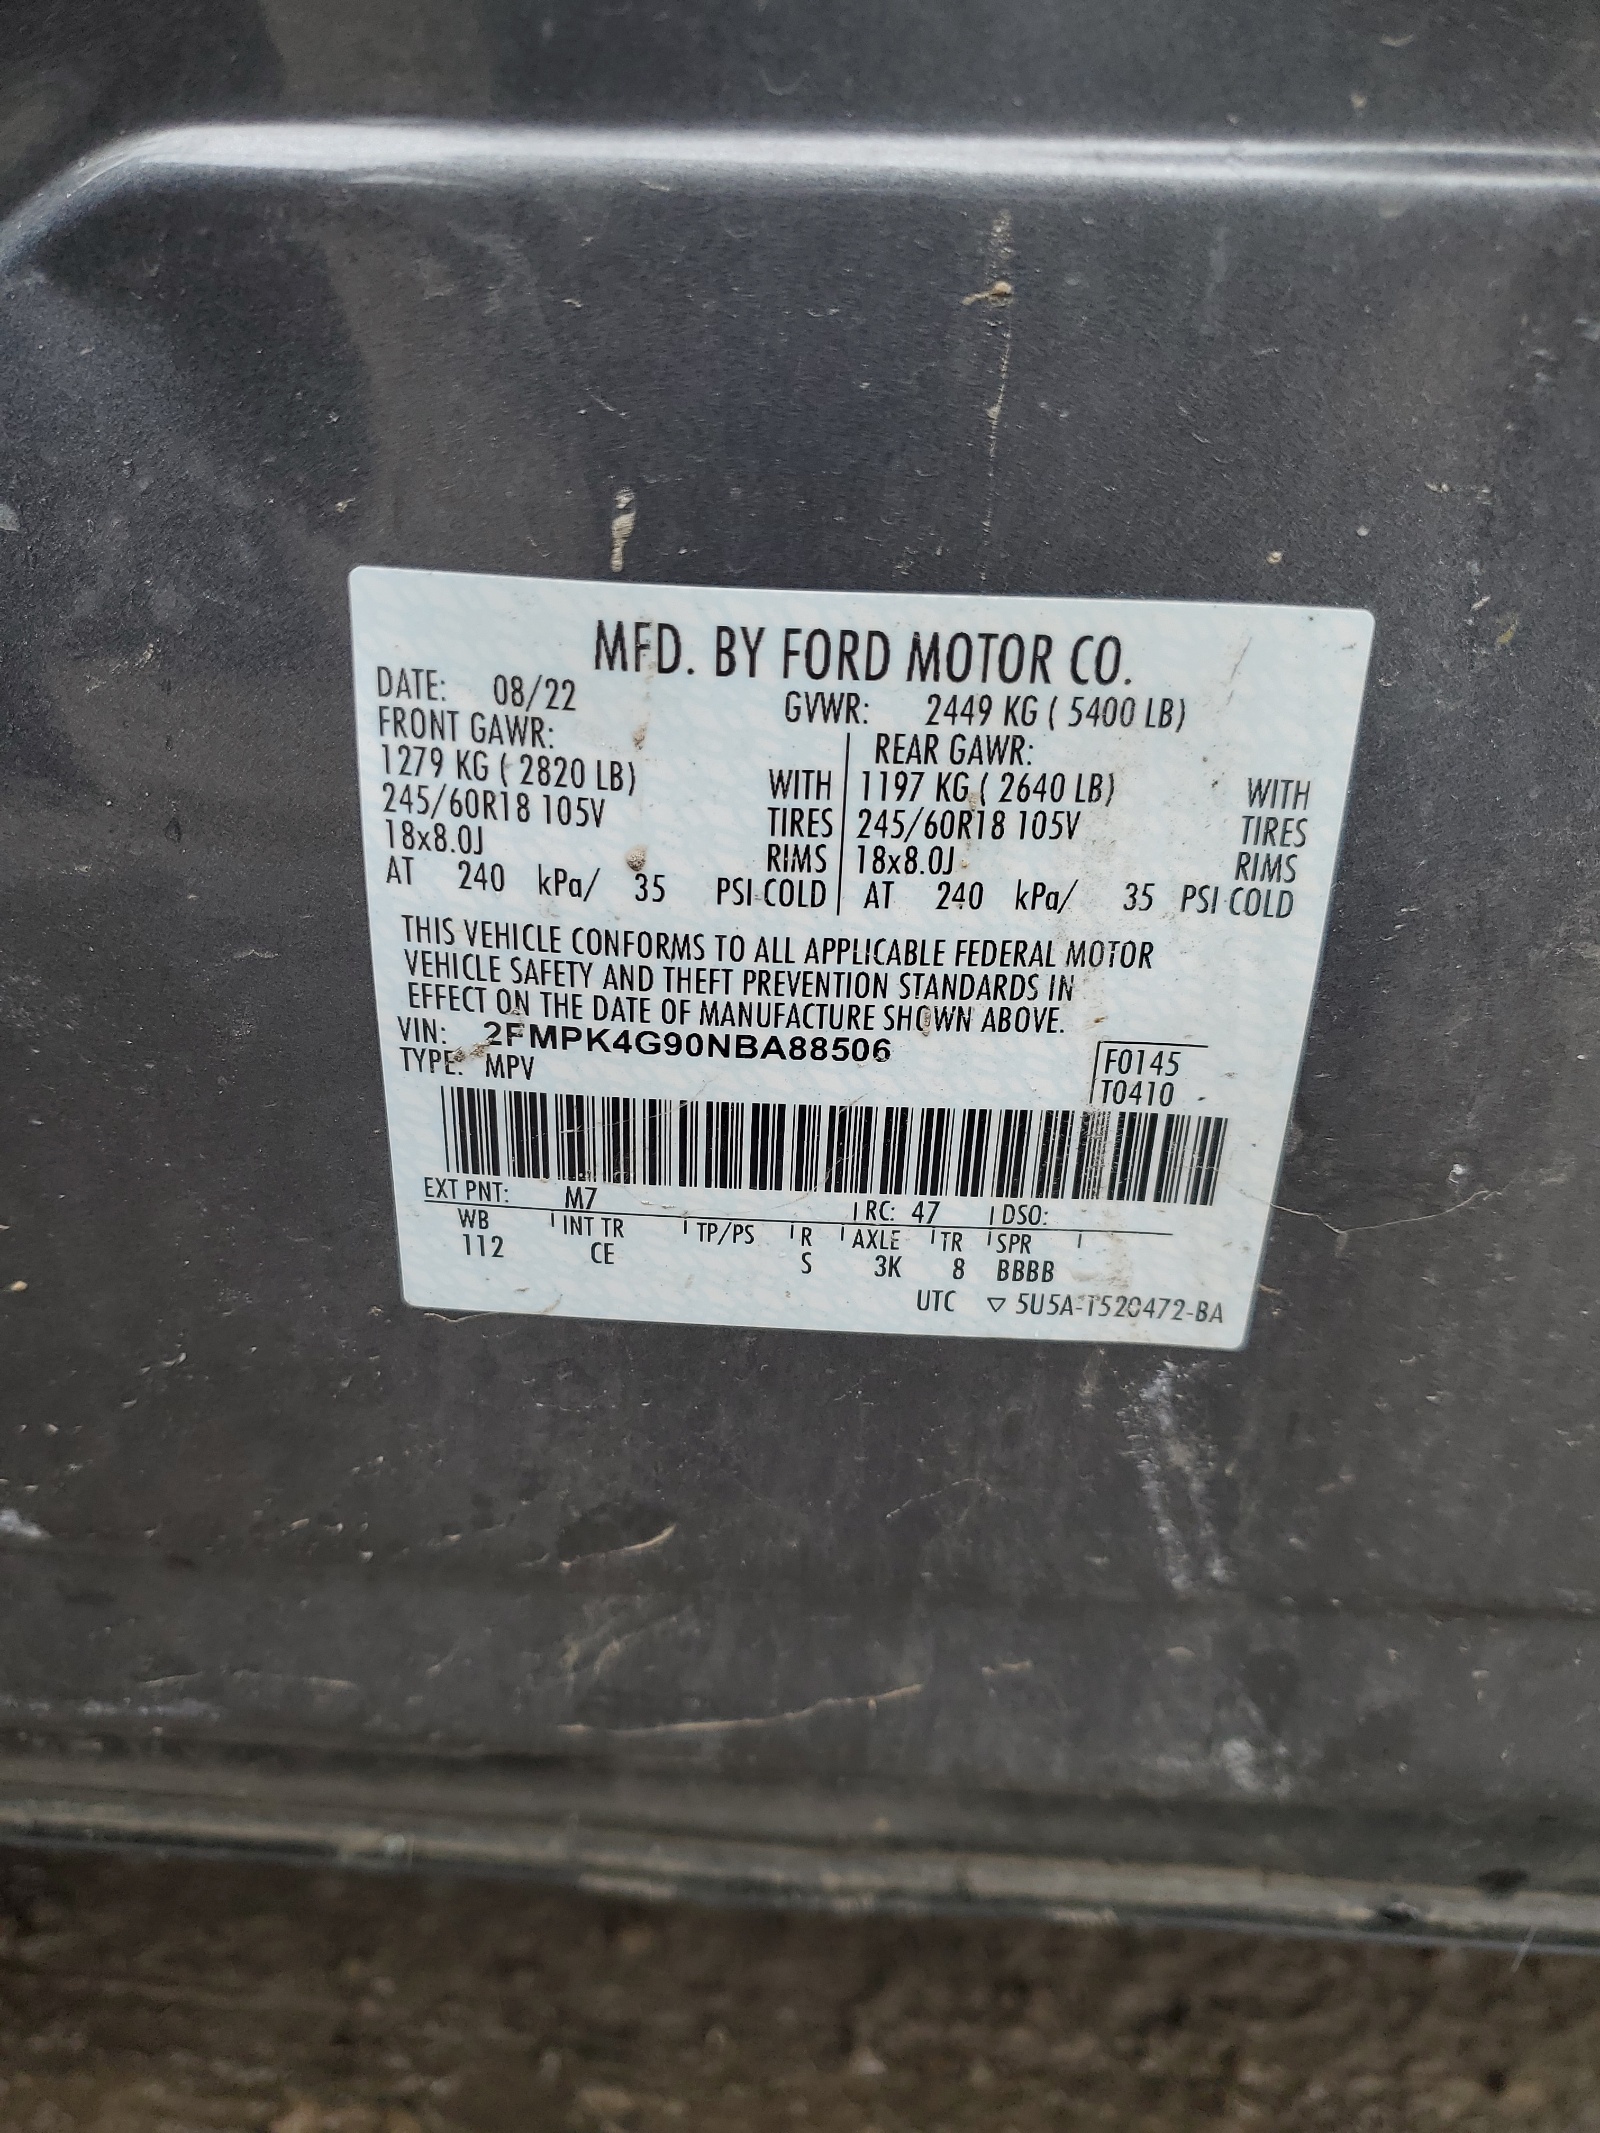 MFD. BY FORD MOTOR CO.
DATE: 08/22 GVWR: 2449 KG ( 5400 LB)
FRONT GAWR: REAR GAWR:
1279 KG ( 2820 LB) WITH 1197 KG ( 2640 LB) WITH
245/60R18 105V TIRES 245/60R18 105V TIRES
18x8.0J RIMS 18x8.0J RIMS
AT 240 kPa/ 35 PSI COLD AT 240 kPa/ 35 PSI COLD
THIS VEHICLE CONFORMS TO ALL APPLICABLE FEDERAL MOTOR
VEHICLE SAFETY AND THEFT PREVENTION STANDARDS IN
EFFECT ON THE DATE OF MANUFACTURE SHOWN ABOVE.
VIN: 2FMPK4G90NBA88506
TYPE: MPV
F0145
T0410
EXT PNT: M7 RC: 47 DSO:
WB INT TR TP/PS R AXLE TR SPR
112 CE S 3K 8 BBBB
UTC ▽ 5U5A-1520472-BA